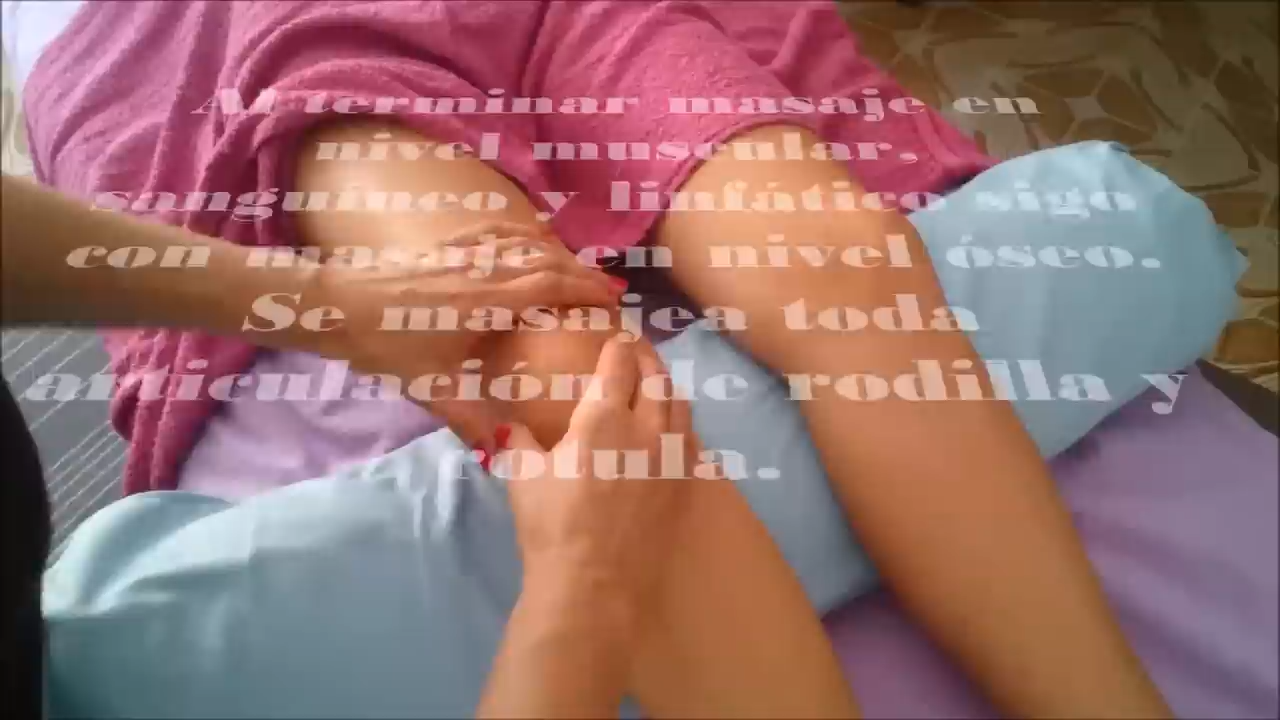 Al terminar masaje en
nivel muscular,
sanguíneo y linfático sigo
con masaje en nivel óseo.
Se masajea toda
articulación de rodilla y
rótula.